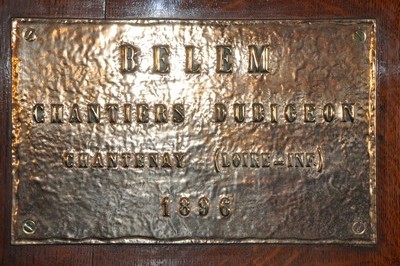 BELEM
CHANTIERS DUBIGEON
CHANTENAY (LOIRE-INF)
1896